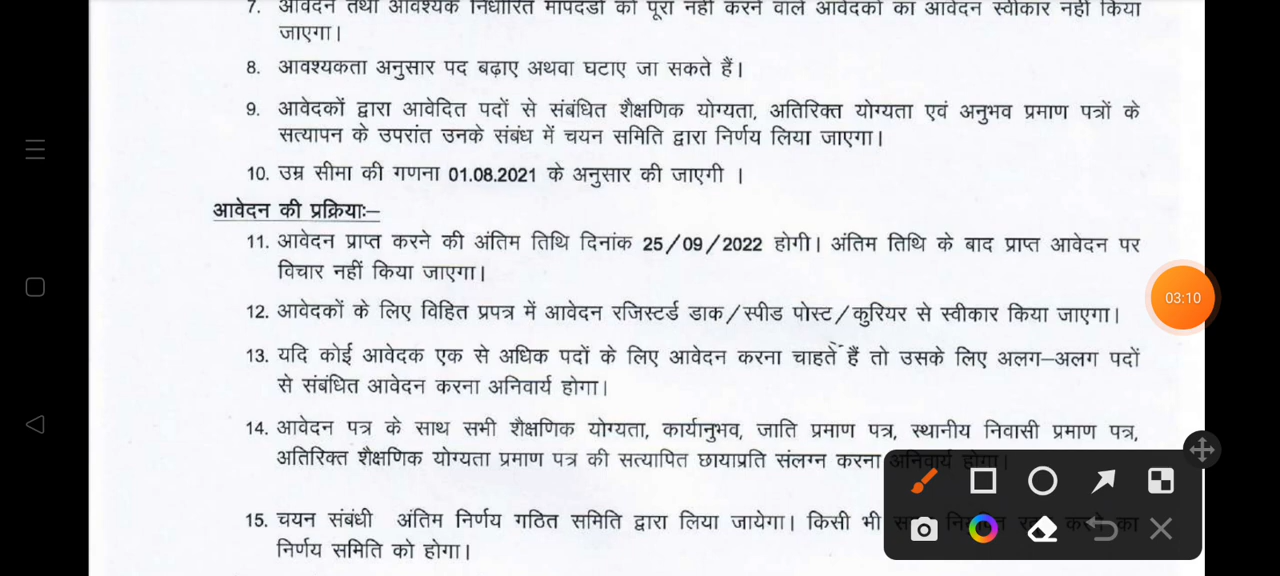 7. आवेदन तथा आवश्यक निर्धारित मापदंडों को पूरा नहीं करने वाले आवेदकों का आवेदन स्वीकार नहीं किया
जाएगा।
8. आवश्यकता अनुसार पद बढ़ाए अथवा घटाए जा सकते हैं।
9. आवेदकों द्वारा आवेदित पदों से संबंधित शैक्षणिक योग्यता, अतिरिक्त योग्यता एवं अनुभव प्रमाण पत्रों के
सत्यापन के उपरांत उनके संबंध में चयन समिति द्वारा निर्णय लिया जाएगा।
10. उम्र सीमा की गणना 01.08.2021 के अनुसार की जाएगी ।
आवेदन की प्रक्रियाः–
11. आवेदन प्राप्त करने की अंतिम तिथि दिनांक 25/09/2022 होगी। अंतिम तिथि के बाद प्राप्त आवेदन पर
विचार नहीं किया जाएगा।
03:10
12. आवेदकों के लिए विहित प्रपत्र में आवेदन रजिस्टर्ड डाक/स्पीड पोस्ट/कुरियर से स्वीकार किया जाएगा।
13. यदि कोई आवेदक एक से अधिक पदों के लिए आवेदन करना चाहते हैं तो उसके लिए अलग–अलग पदों
से संबंधित आवेदन करना अनिवार्य होगा।
14. आवेदन पत्र के साथ सभी शैक्षणिक योग्यता, कार्यानुभव, जाति प्रमाण पत्र, स्थानीय निवासी प्रमाण पत्र,
अतिरिक्त शैक्षणिक योग्यता प्रमाण पत्र की सत्यापित छायाप्रति संलग्न करना अनिवार्य होगा।
15. चयन संबंधी अंतिम निर्णय गठित समिति द्वारा लिया जायेगा। किसी भी करने का
निर्णय समिति को होगा।